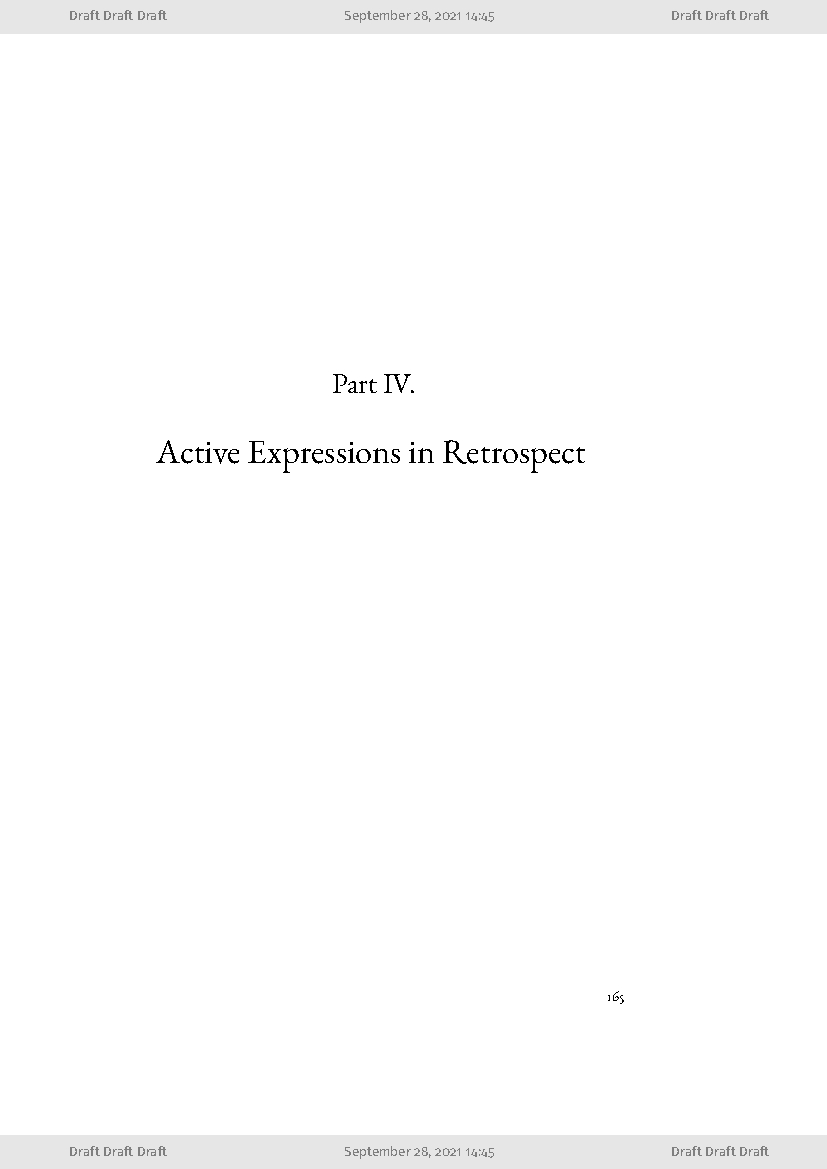 Draft Draft Draft September 28, 2021 14:45 Draft Draft Draft
Part IV.
Active Expressions in Retrospect
165
Draft Draft Draft September 28, 2021 14:45 Draft Draft Draft